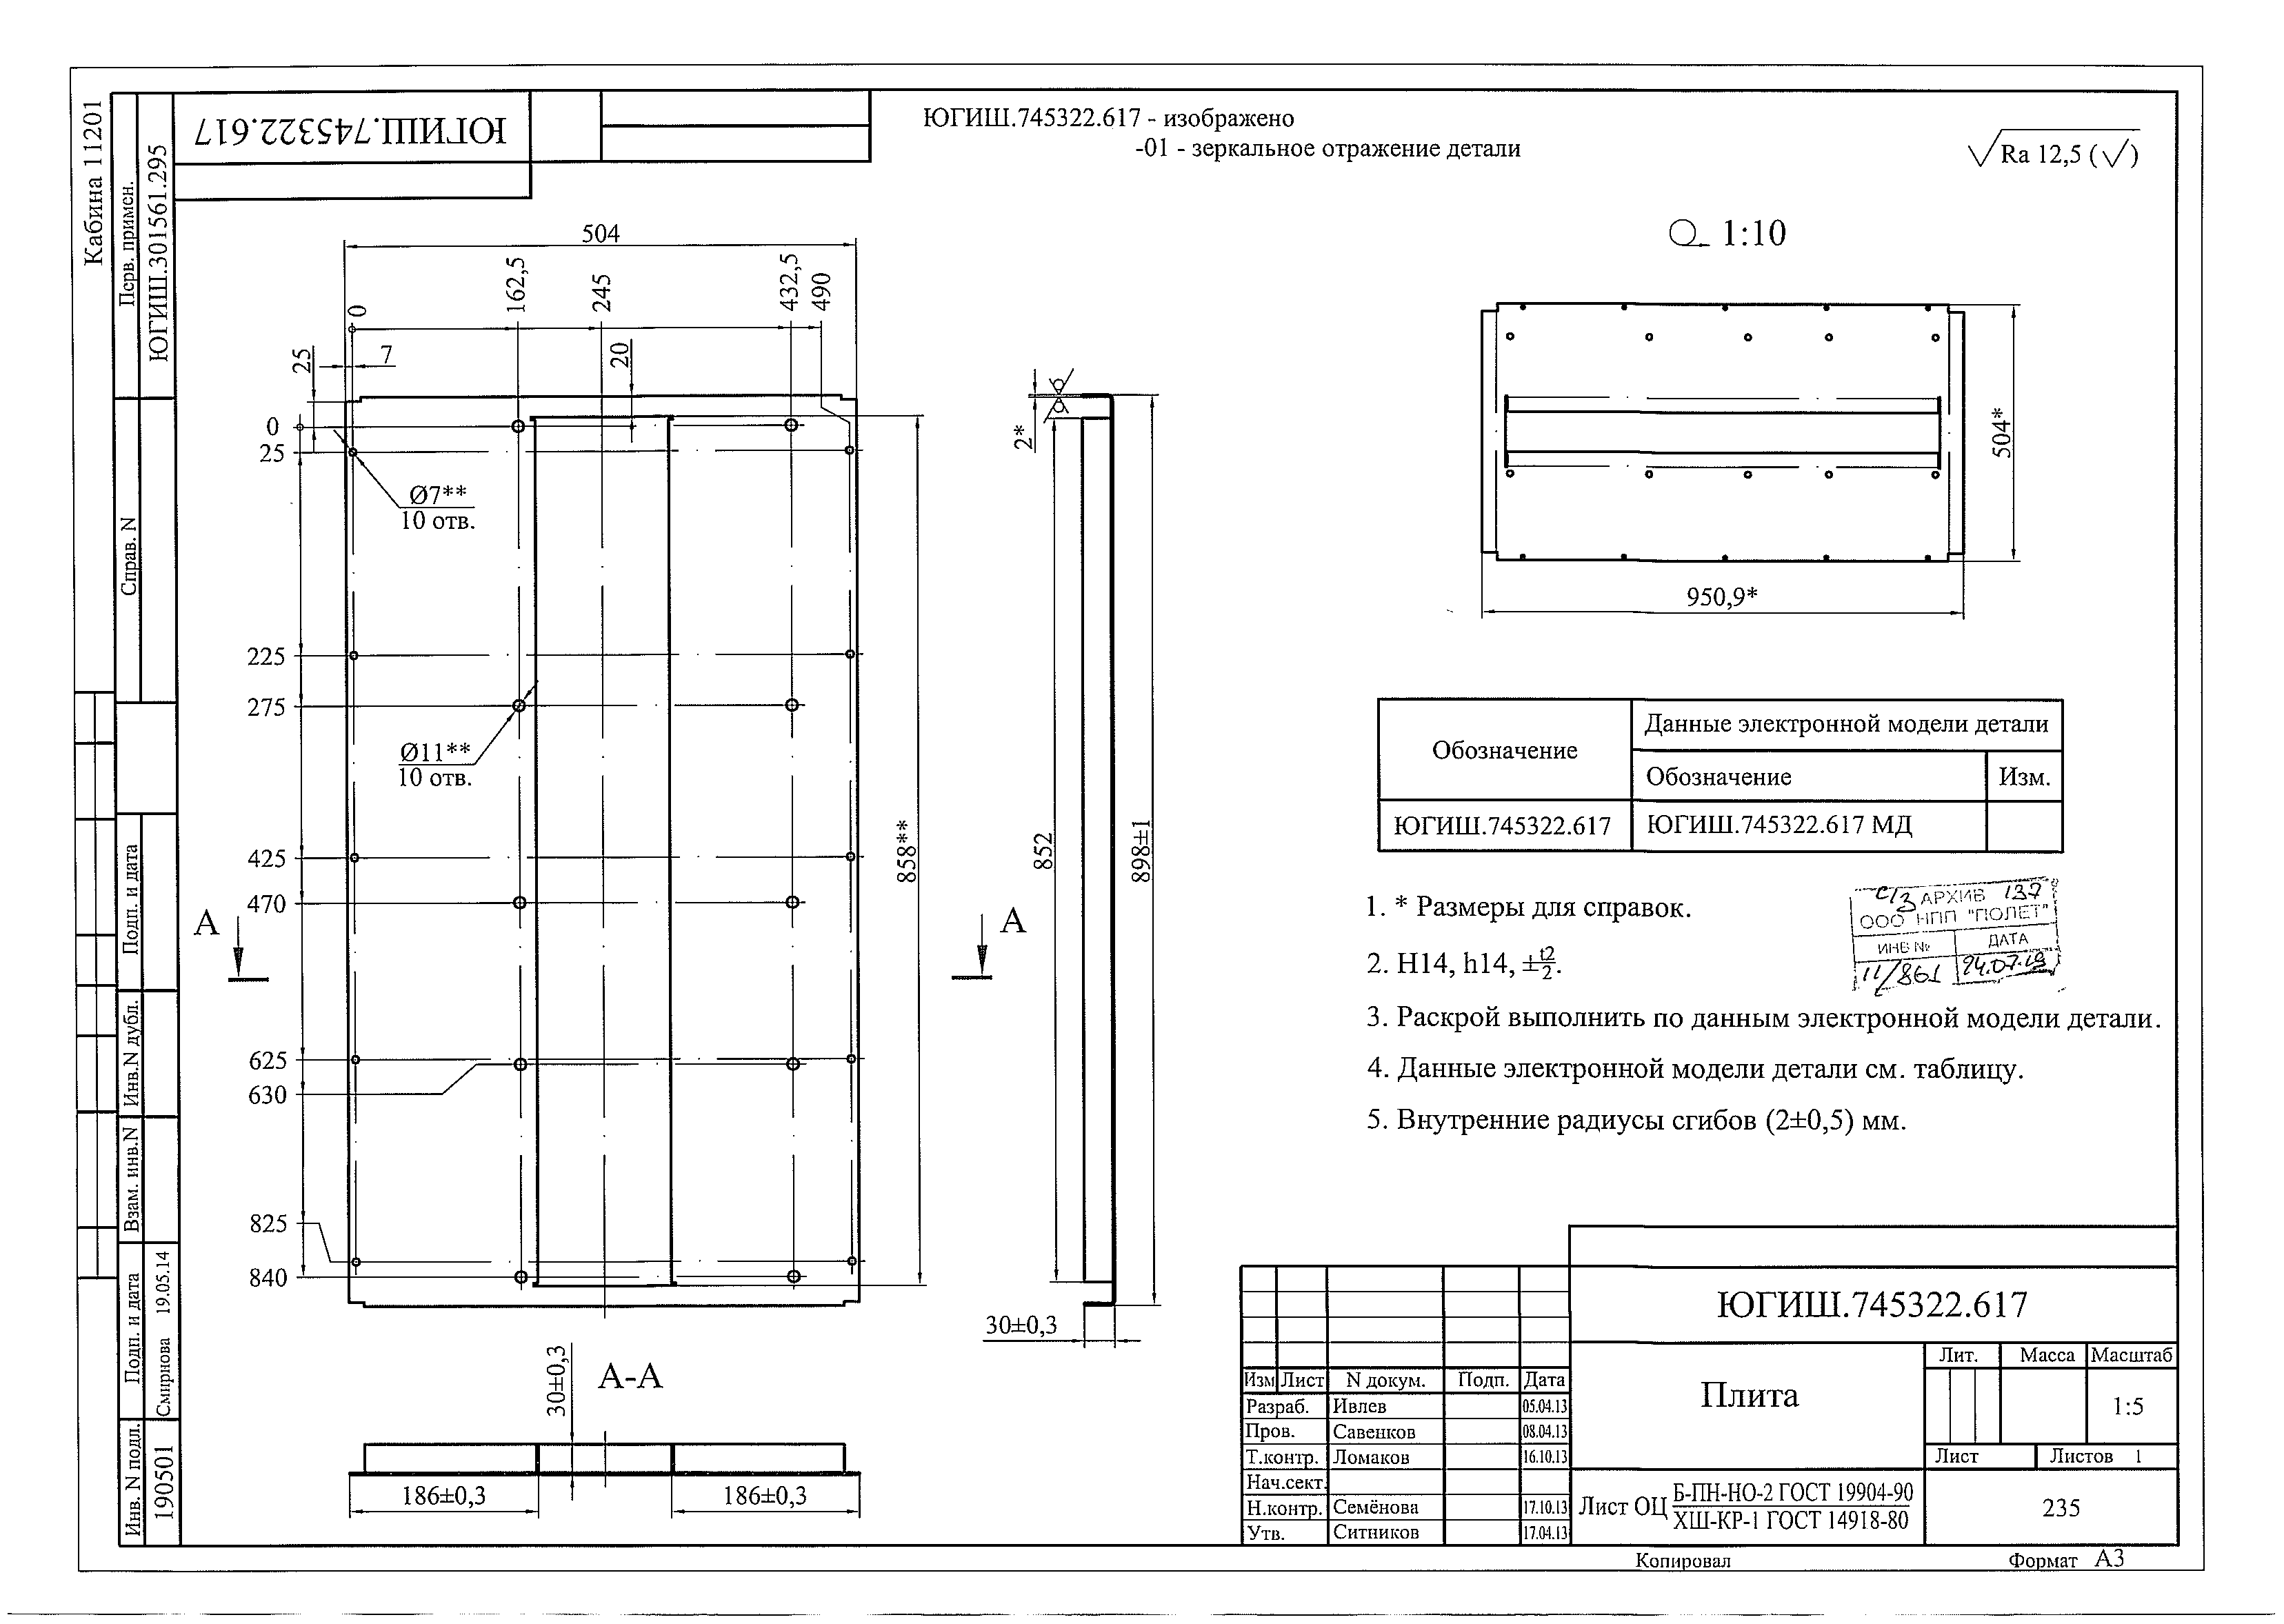 Кабина 11201
Перв. примен.
ЮГИШ.301561.295
Справ. N
Подп. и дата
Инв.N дубл.
Взам. инв.N
Подп. и дата
Смирнова 19.05.14
Инв. N подл.
190501
ЮГИШ.745322.617
ЮГИШ.745322.617 - изображено
-01 - зеркальное отражение детали
Ra 12,5 (√)
504
0
162,5
245
432,5
490
25
7
20
0
25
Ø7**
10 отв.
225
275
Ø11**
10 отв.
425
470
625
630
825
840
858**
А
А
2*
852
898±1
30±0,3
А-А
30±0,3
186±0,3
186±0,3
1:10
504*
950,9*
Обозначение
Данные электронной модели детали
Обозначение
Изм.
ЮГИШ.745322.617
ЮГИШ.745322.617 МД
1. * Размеры для справок.
2. H14, h14, ±t2/2.
3. Раскрой выполнить по данным электронной модели детали.
4. Данные электронной модели детали см. таблицу.
5. Внутренние радиусы сгибов (2±0,5) мм.
АРХИВ 137
ООО НПП "ПОЛЕТ"
ИНВ № ДАТА
11/861 24.07.19
ЮГИШ.745322.617
Изм Лист N докум. Подп. Дата
Разраб. Ивлев 05.04.13
Пров. Савенков 08.04.13
Т.контр. Ломаков 16.10.13
Нач.сект.
Н.контр. Семёнова 17.10.13
Утв. Ситников 17.04.13
Плита
Лит. Масса Масштаб
1:5
Лист Листов 1
Лист ОЦ Б-ПН-НО-2 ГОСТ 19904-90
ХШ-КР-1 ГОСТ 14918-80
235
Копировал
Формат А3